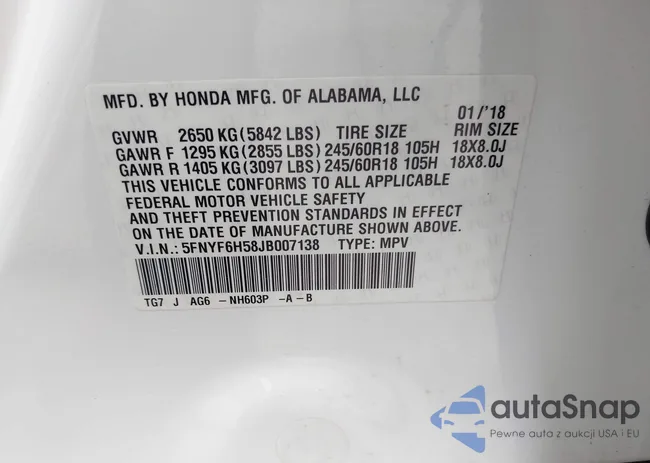 MFD. BY HONDA MFG. OF ALABAMA, LLC
01/'18
GVWR 2650 KG (5842 LBS) TIRE SIZE RIM SIZE
GAWR F 1295 KG (2855 LBS) 245/60R18 105H 18X8.0J
GAWR R 1405 KG (3097 LBS) 245/60R18 105H 18X8.0J
THIS VEHICLE CONFORMS TO ALL APPLICABLE
FEDERAL MOTOR VEHICLE SAFETY
AND THEFT PREVENTION STANDARDS IN EFFECT
ON THE DATE OF MANUFACTURE SHOWN ABOVE.
V.I.N.: 5FNYF6H58JB007138 TYPE: MPV
TG7 J AG6 -NH603P -A-B
autoSnap
Pewne auta z aukcji USA i EU